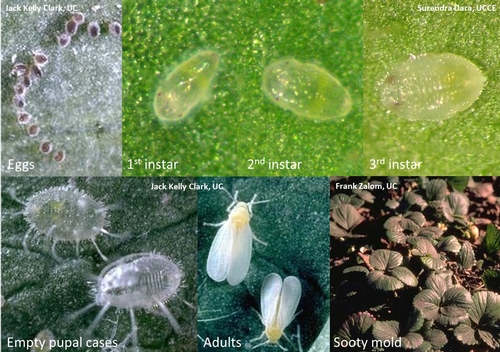 Jack Kelly Clark, UC
Surendra Dara, UCCE
Eggs
1st instar
2nd instar
3rd instar
Jack Kelly Clark, UC
Frank Zalom, UC
Empty pupal cases
Adults
Sooty mold